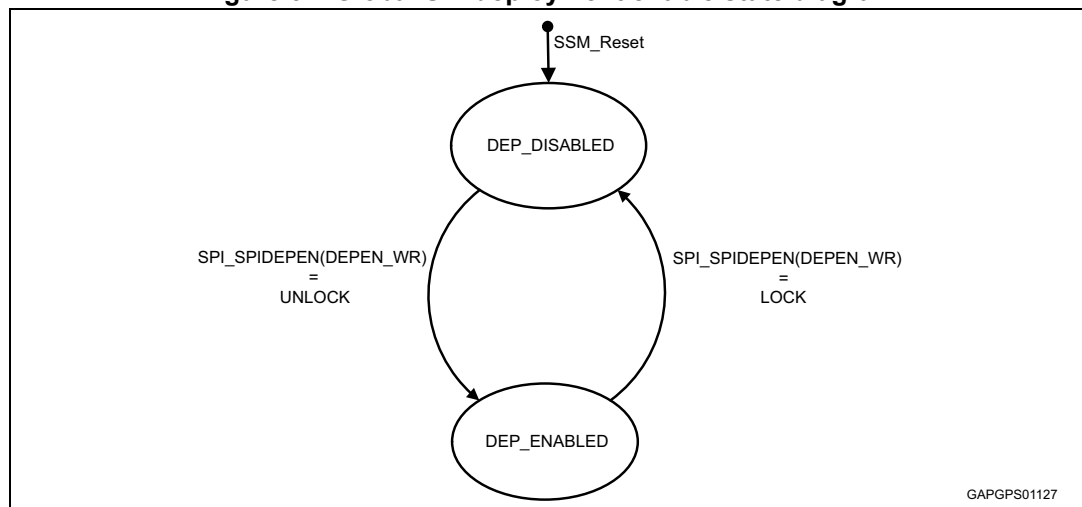 SSM_Reset
DEP_DISABLED
SPI_SPIDEPEN(DEPEN_WR)
=
UNLOCK
SPI_SPIDEPEN(DEPEN_WR)
=
LOCK
DEP_ENABLED
GAPGPS01127